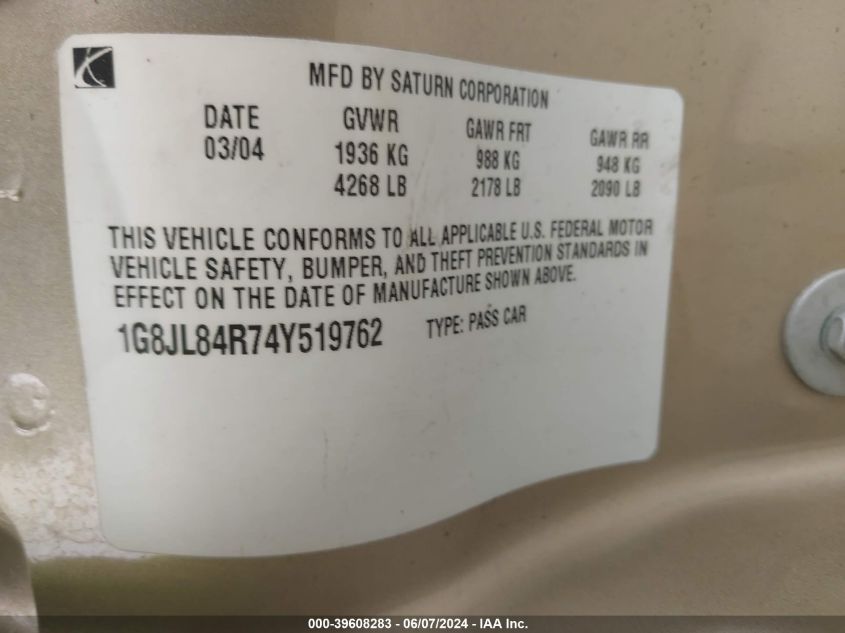 MFD BY SATURN CORPORATION
DATE GVWR GAWR FRT GAWR RR
03/04 1936 KG 988 KG 948 KG
4268 LB 2178 LB 2090 LB
THIS VEHICLE CONFORMS TO ALL APPLICABLE U.S. FEDERAL MOTOR
VEHICLE SAFETY, BUMPER, AND THEFT PREVENTION STANDARDS IN
EFFECT ON THE DATE OF MANUFACTURE SHOWN ABOVE.
1G8JL84R74Y519762 TYPE: PASS CAR
000-39608283 - 06/07/2024 - IAA Inc.